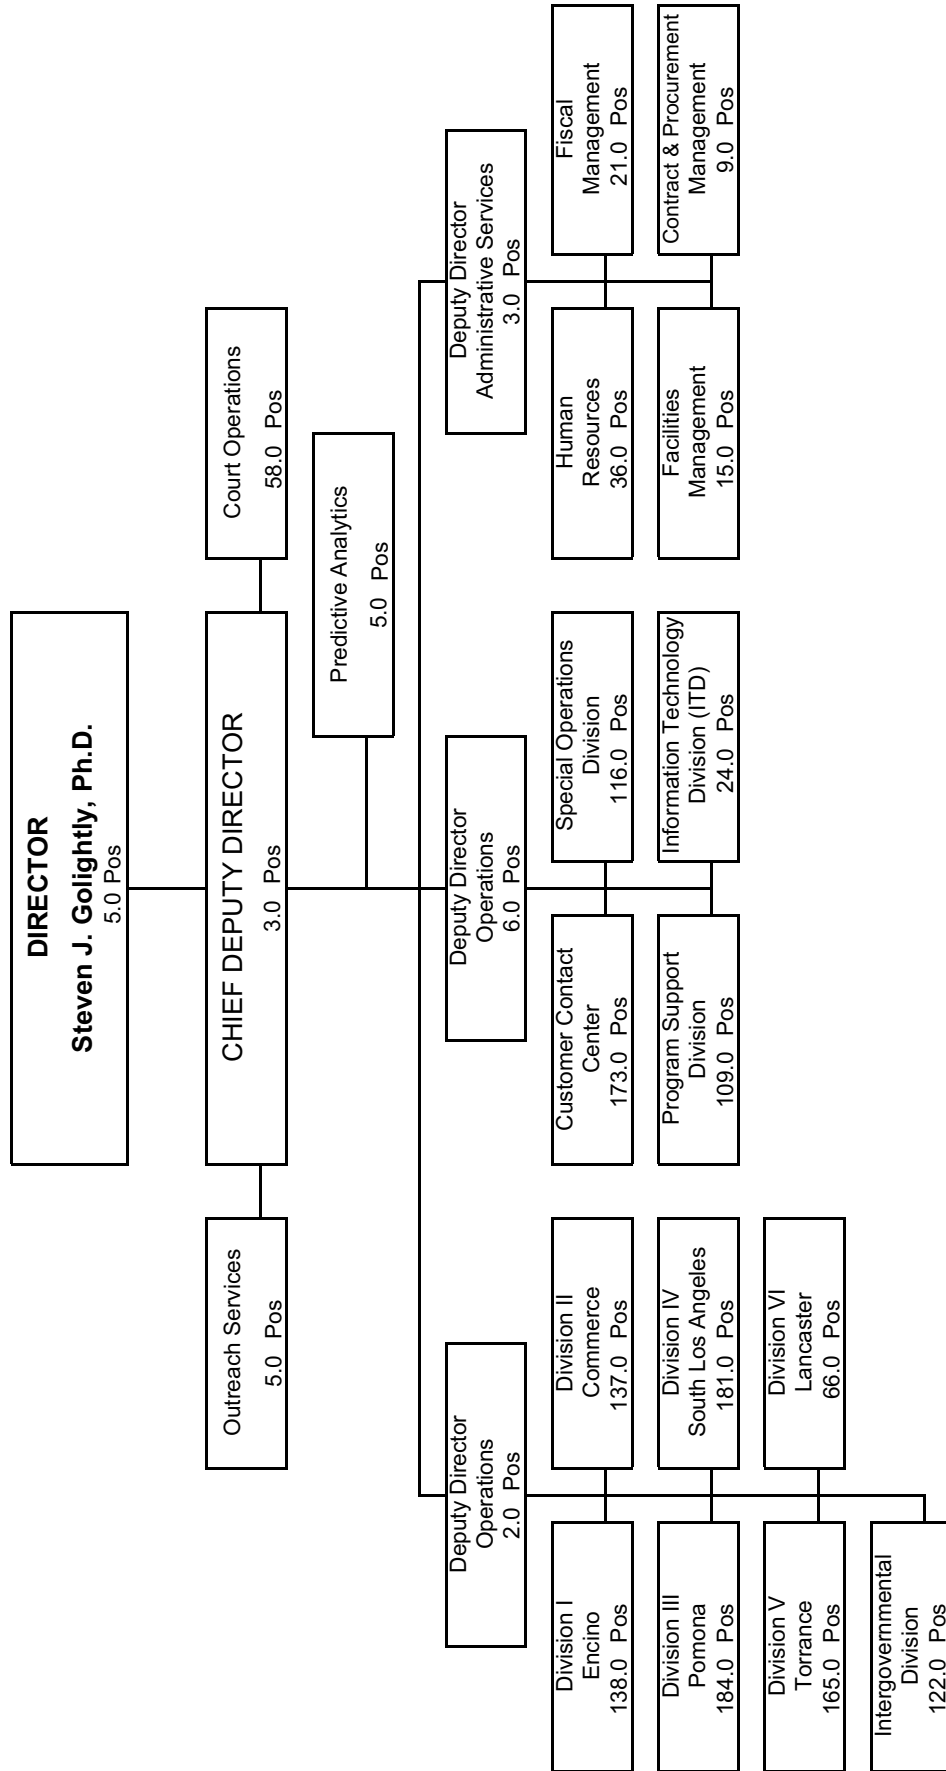 DIRECTOR
Steven J. Golightly, Ph.D.
5.0 Pos
Outreach Services
5.0 Pos
CHIEF DEPUTY DIRECTOR
3.0 Pos
Court Operations
58.0 Pos
Predictive Analytics
5.0 Pos
Deputy Director
Operations
2.0 Pos
Deputy Director
Operations
6.0 Pos
Deputy Director
Administrative Services
3.0 Pos
Division I
Encino
138.0 Pos
Division II
Commerce
137.0 Pos
Customer Contact
Center
173.0 Pos
Special Operations
Division
116.0 Pos
Human
Resources
36.0 Pos
Fiscal
Management
21.0 Pos
Division III
Pomona
184.0 Pos
Division IV
South Los Angeles
181.0 Pos
Program Support
Division
109.0 Pos
Information Technology
Division (ITD)
24.0 Pos
Facilities
Management
15.0 Pos
Contract & Procurement
Management
9.0 Pos
Division V
Torrance
165.0 Pos
Division VI
Lancaster
66.0 Pos
Intergovernmental
Division
122.0 Pos